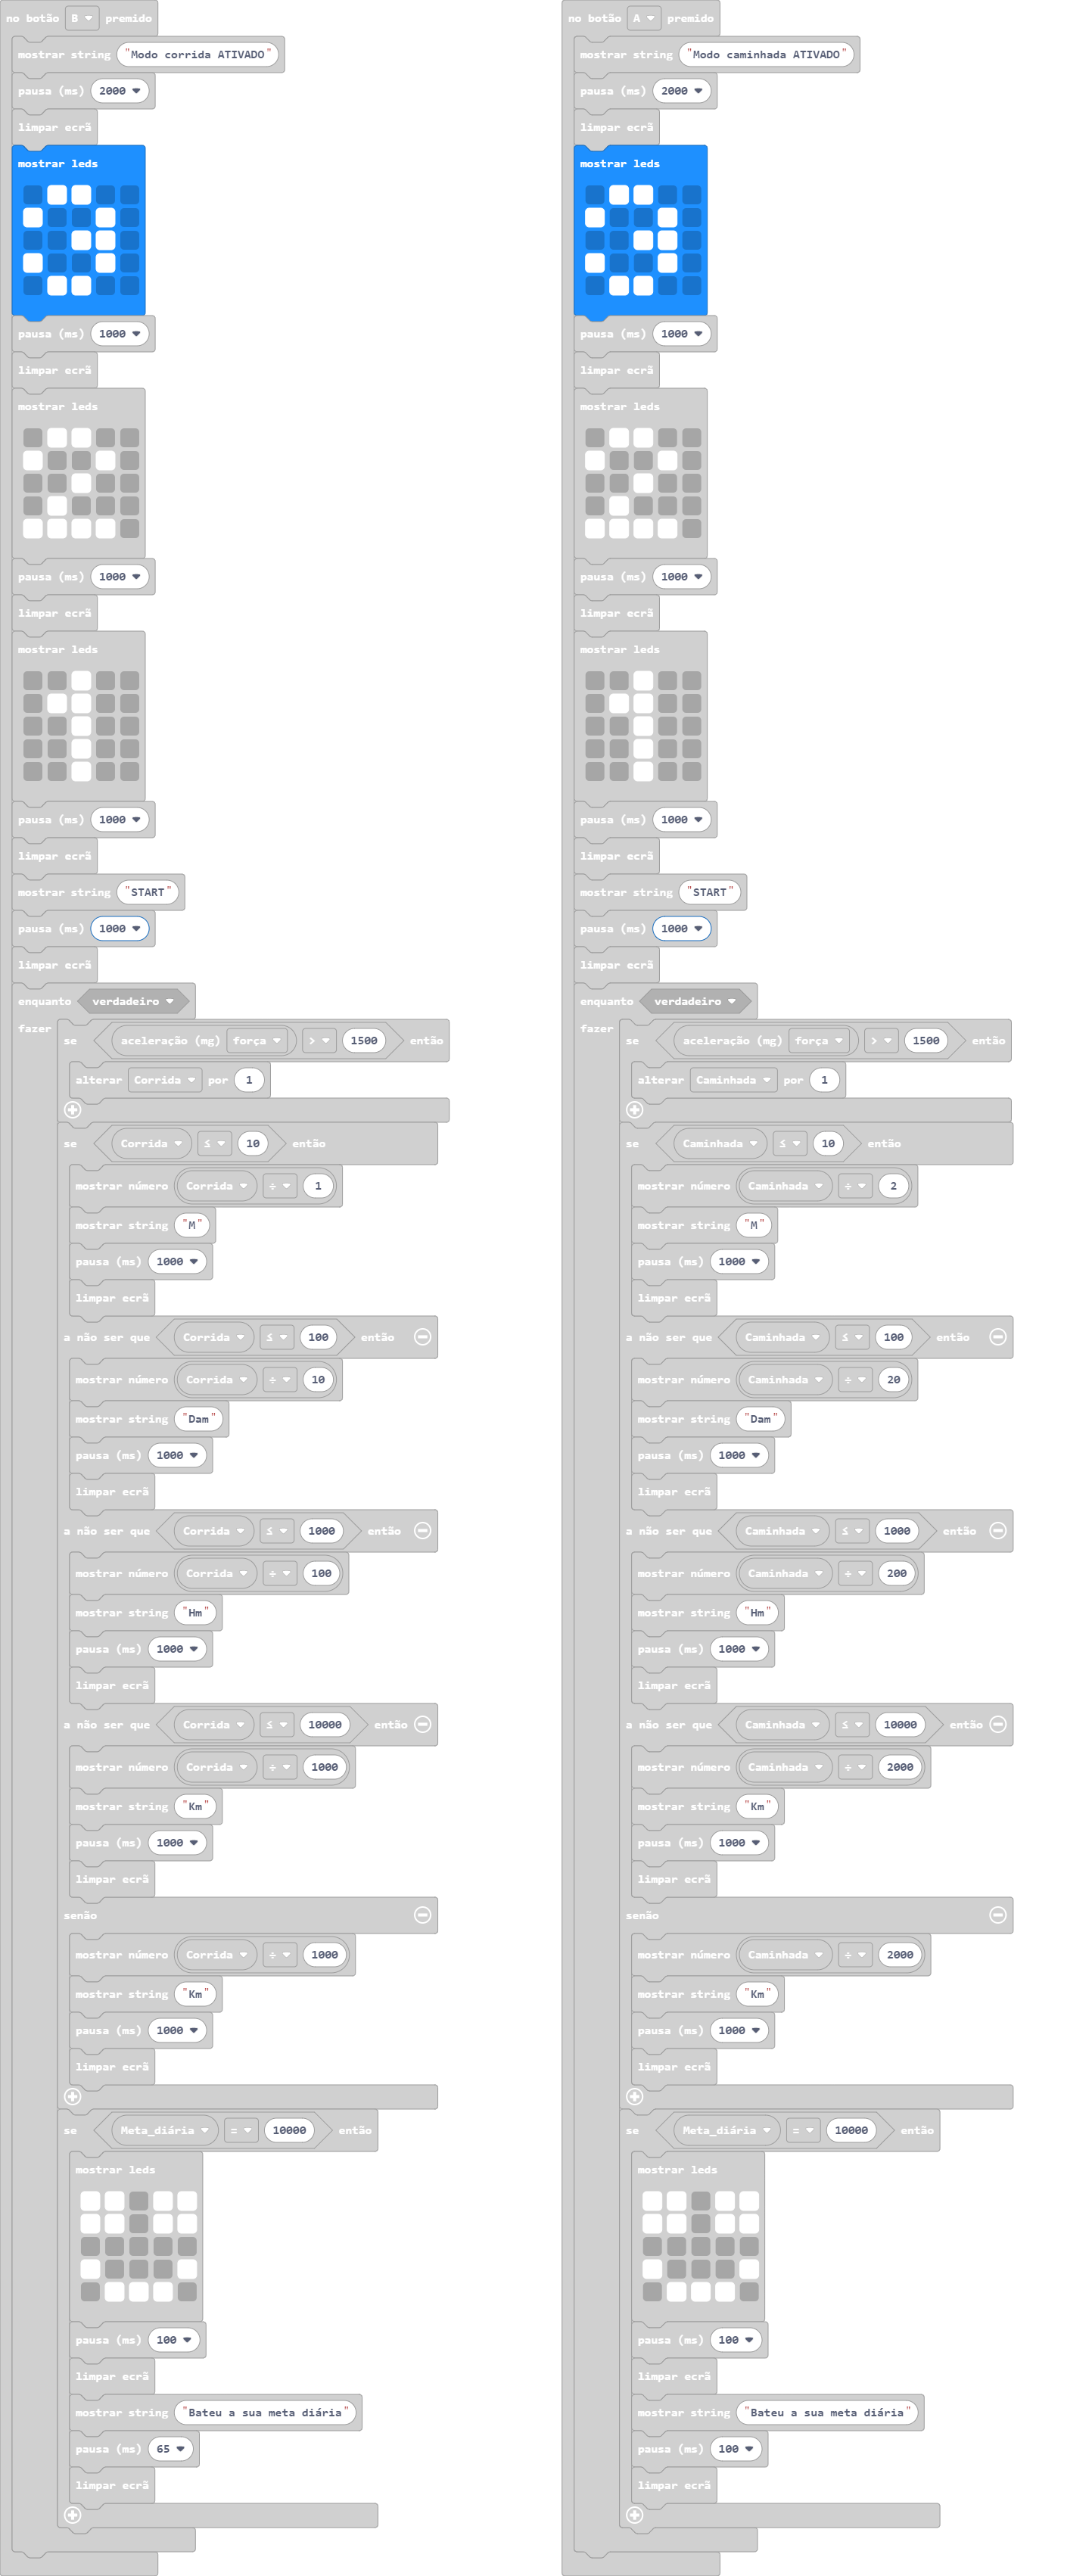 no botão B premido
mostrar string "Modo corrida ATIVADO"
pausa (ms) 2000
limpar ecrã
mostrar leds
pausa (ms) 1000
limpar ecrã
mostrar leds
pausa (ms) 1000
limpar ecrã
mostrar leds
pausa (ms) 1000
limpar ecrã
mostrar string "START"
pausa (ms) 1000
limpar ecrã
enquanto verdadeiro
fazer
se aceleração (mg) força > 1500 então
alterar Corrida por 1
se Corrida ≤ 10 então
mostrar número Corrida ÷ 1
mostrar string "M"
pausa (ms) 1000
limpar ecrã
a não ser que Corrida ≤ 100 então
mostrar número Corrida ÷ 10
mostrar string "Dam"
pausa (ms) 1000
limpar ecrã
a não ser que Corrida ≤ 1000 então
mostrar número Corrida ÷ 100
mostrar string "Hm"
pausa (ms) 1000
limpar ecrã
a não ser que Corrida ≤ 10000 então
mostrar número Corrida ÷ 1000
mostrar string "Km"
pausa (ms) 1000
limpar ecrã
senão
mostrar número Corrida ÷ 1000
mostrar string "Km"
pausa (ms) 1000
limpar ecrã
se Meta_diária = 10000 então
mostrar leds
pausa (ms) 100
limpar ecrã
mostrar string "Bateu a sua meta diária"
pausa (ms) 65
limpar ecrã
no botão A premido
mostrar string "Modo caminhada ATIVADO"
pausa (ms) 2000
limpar ecrã
mostrar leds
pausa (ms) 1000
limpar ecrã
mostrar leds
pausa (ms) 1000
limpar ecrã
mostrar leds
pausa (ms) 1000
limpar ecrã
mostrar string "START"
pausa (ms) 1000
limpar ecrã
enquanto verdadeiro
fazer
se aceleração (mg) força > 1500 então
alterar Caminhada por 1
se Caminhada ≤ 10 então
mostrar número Caminhada ÷ 2
mostrar string "M"
pausa (ms) 1000
limpar ecrã
a não ser que Caminhada ≤ 100 então
mostrar número Caminhada ÷ 20
mostrar string "Dam"
pausa (ms) 1000
limpar ecrã
a não ser que Caminhada ≤ 1000 então
mostrar número Caminhada ÷ 200
mostrar string "Hm"
pausa (ms) 1000
limpar ecrã
a não ser que Caminhada ≤ 10000 então
mostrar número Caminhada ÷ 2000
mostrar string "Km"
pausa (ms) 1000
limpar ecrã
senão
mostrar número Caminhada ÷ 2000
mostrar string "Km"
pausa (ms) 1000
limpar ecrã
se Meta_diária = 10000 então
mostrar leds
pausa (ms) 100
limpar ecrã
mostrar string "Bateu a sua meta diária"
pausa (ms) 100
limpar ecrã